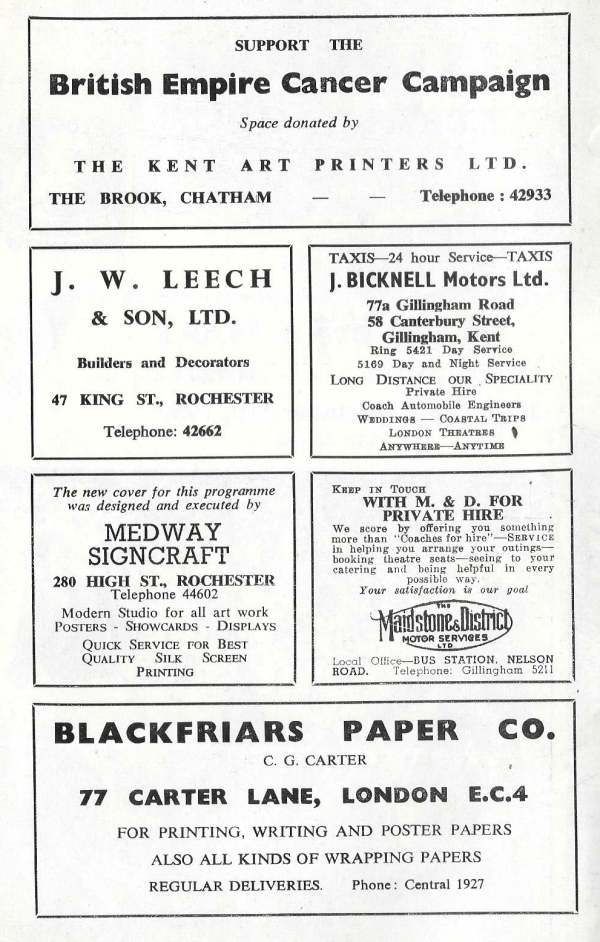 SUPPORT THE
British Empire Cancer Campaign
Space donated by
THE KENT ART PRINTERS LTD.
THE BROOK, CHATHAM — — Telephone : 42933
J. W. LEECH
& SON, LTD.
Builders and Decorators
47 KING ST., ROCHESTER
Telephone: 42662
TAXIS—24 hour Service—TAXIS
J. BICKNELL Motors Ltd.
77a Gillingham Road
58 Canterbury Street,
Gillingham, Kent
Ring 5421 Day Service
5169 Day and Night Service
LONG DISTANCE OUR SPECIALITY
Private Hire
Coach Automobile Engineers
WEDDINGS — COASTAL TRIPS
LONDON THEATRES
ANYWHERE—ANYTIME
The new cover for this programme
was designed and executed by
MEDWAY
SIGNCRAFT
280 HIGH ST., ROCHESTER
Telephone 44602
Modern Studio for all art work
POSTERS - SHOWCARDS - DISPLAYS
QUICK SERVICE FOR BEST
QUALITY SILK SCREEN
PRINTING
KEEP IN TOUCH
WITH M. & D. FOR
PRIVATE HIRE
We score by offering you something
more than "Coaches for hire"—SERVICE
in helping you arrange your outings—
booking theatre seats—seeing to your
catering and being helpful in every
possible way.
Your satisfaction is our goal
THE
Maidstone & District
MOTOR SERVICES
LTD
Local Office—BUS STATION, NELSON
ROAD. Telephone: Gillingham 5211
BLACKFRIARS PAPER CO.
C. G. CARTER
77 CARTER LANE, LONDON E.C.4
FOR PRINTING, WRITING AND POSTER PAPERS
ALSO ALL KINDS OF WRAPPING PAPERS
REGULAR DELIVERIES. Phone: Central 1927